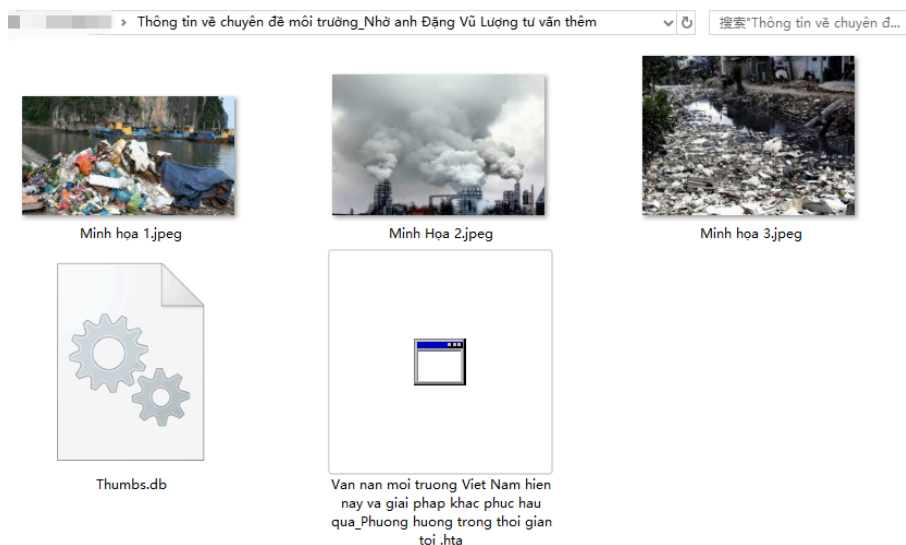 Thông tin về chuyên đề môi trường_Nhờ anh Đặng Vũ Lượng tư vấn thêm
搜索"Thông tin về chuyên đ...
Minh họa 1.jpeg
Minh Họa 2.jpeg
Minh họa 3.jpeg
Thumbs.db
Van nan moi truong Viet Nam hien
nay va giai phap khac phuc hau
qua_Phuong huong trong thoi gian
toi .hta